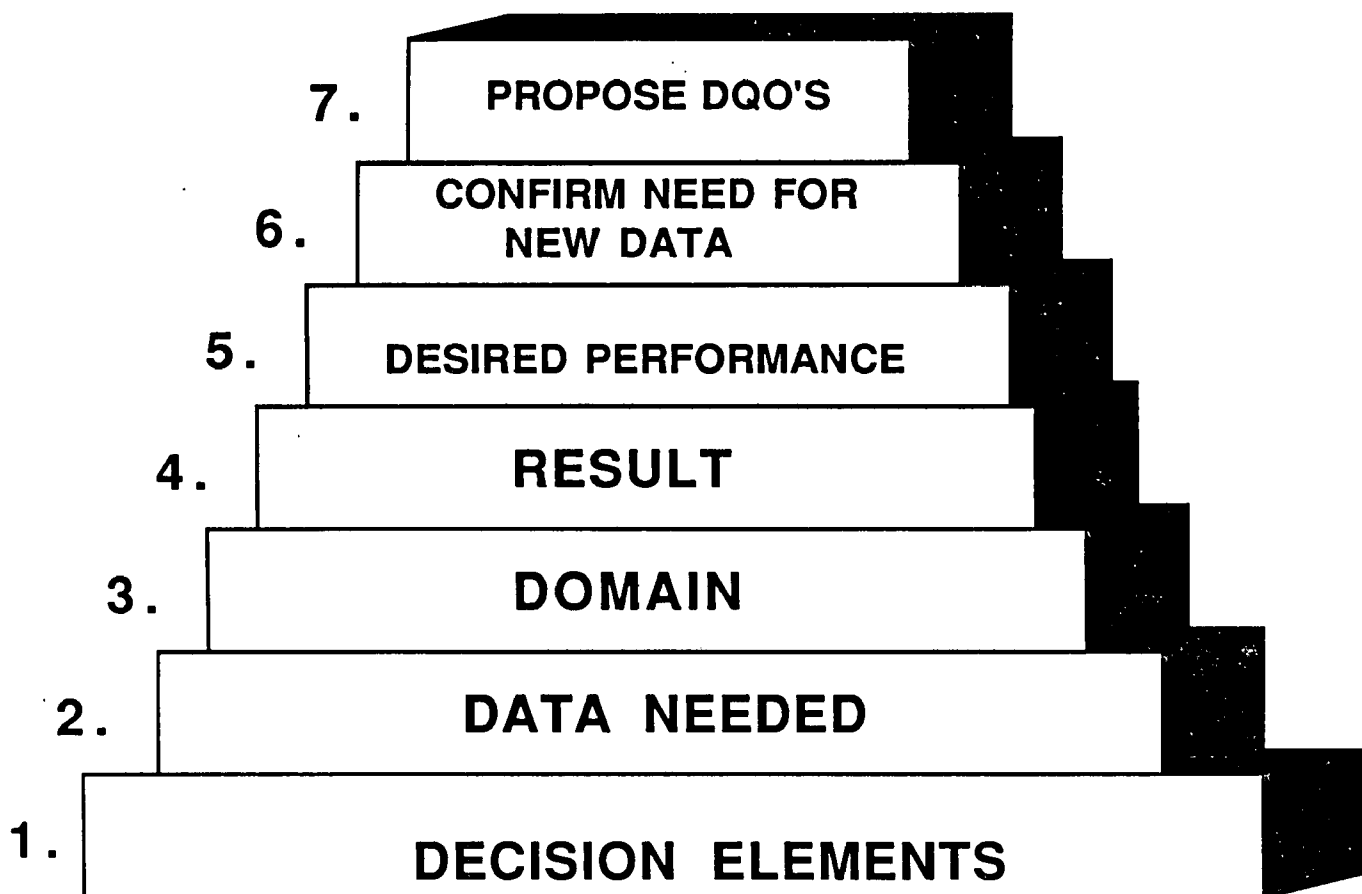 7. PROPOSE DQO'S
6. CONFIRM NEED FOR
NEW DATA
5. DESIRED PERFORMANCE
4. RESULT
3. DOMAIN
2. DATA NEEDED
1. DECISION ELEMENTS